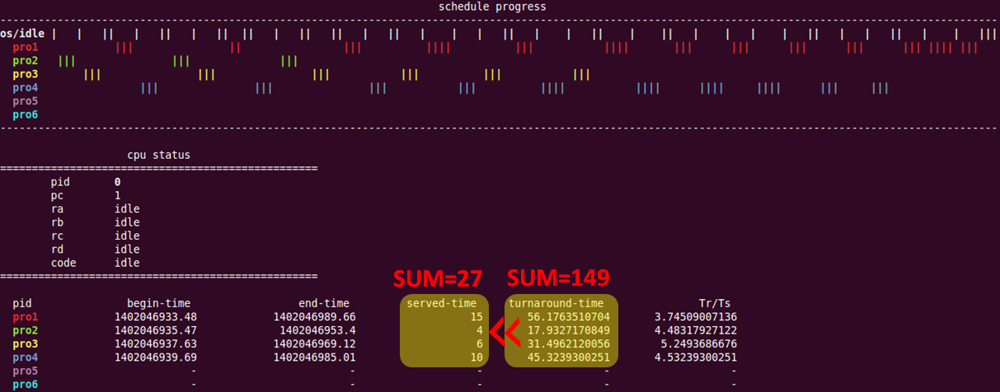 schedule progress
os/idle
pro1
pro2
pro3
pro4
pro5
pro6
cpu status
pid 0
pc 1
ra idle
rb idle
rc idle
rd idle
code idle
SUM=27 SUM=149
pid begin-time end-time served-time turnaround-time Tr/Ts
pro1 1402046933.48 1402046989.66 15 56.1763510704 3.74509007136
pro2 1402046935.47 1402046953.4 4 17.9327170849 4.48317927122
pro3 1402046937.63 1402046969.12 6 31.4962120056 5.2493686676
pro4 1402046939.69 1402046985.01 10 45.3239300251 4.53239300251
pro5 - - - - -
pro6 - - - - -